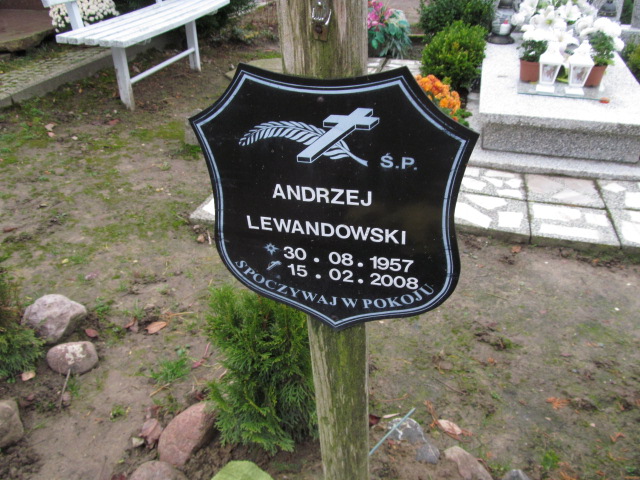 Ś.P.
ANDRZEJ
LEWANDOWSKI
30.08.1957
15.02.2008
SPOCZYWAJ W POKOJU